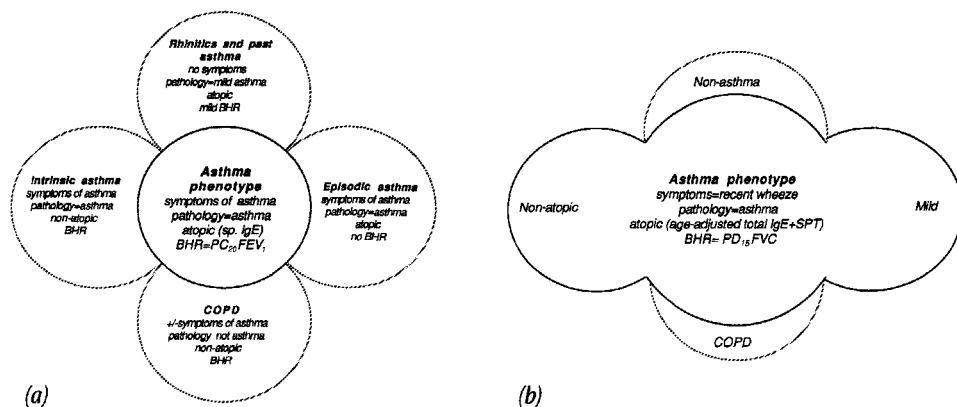 Rhinitics and past
asthma
no symptoms
pathology=mild asthma
atopic
mild BHR
Intrinsic asthma
symptoms of asthma
pathology=asthma
non-atopic
BHR
Asthma
phenotype
symptoms of asthma
pathology=asthma
atopic (sp. IgE)
BHR=PC20FEV1
Episodic asthma
symptoms of asthma
pathology=asthma
atopic
no BHR
COPD
+/-symptoms of asthma
pathology not asthma
non-atopic
BHR
(a)
Non-asthma
Non-atopic
Asthma phenotype
symptoms=recent wheeze
pathology=asthma
atopic (age-adjusted total IgE+SPT)
BHR= PD15FVC
Mild
COPD
(b)